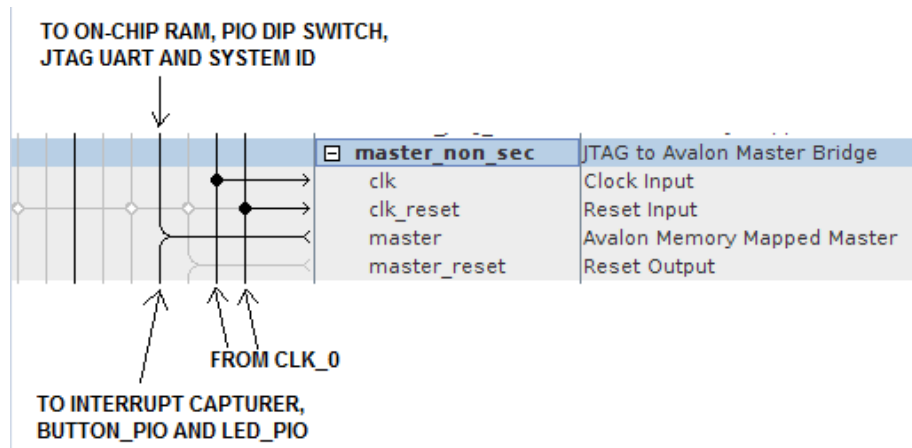 TO ON-CHIP RAM, PIO DIP SWITCH,
JTAG UART AND SYSTEM ID
master_non_sec JTAG to Avalon Master Bridge
clk Clock Input
clk_reset Reset Input
master Avalon Memory Mapped Master
master_reset Reset Output
FROM CLK_0
TO INTERRUPT CAPTURER,
BUTTON_PIO AND LED_PIO